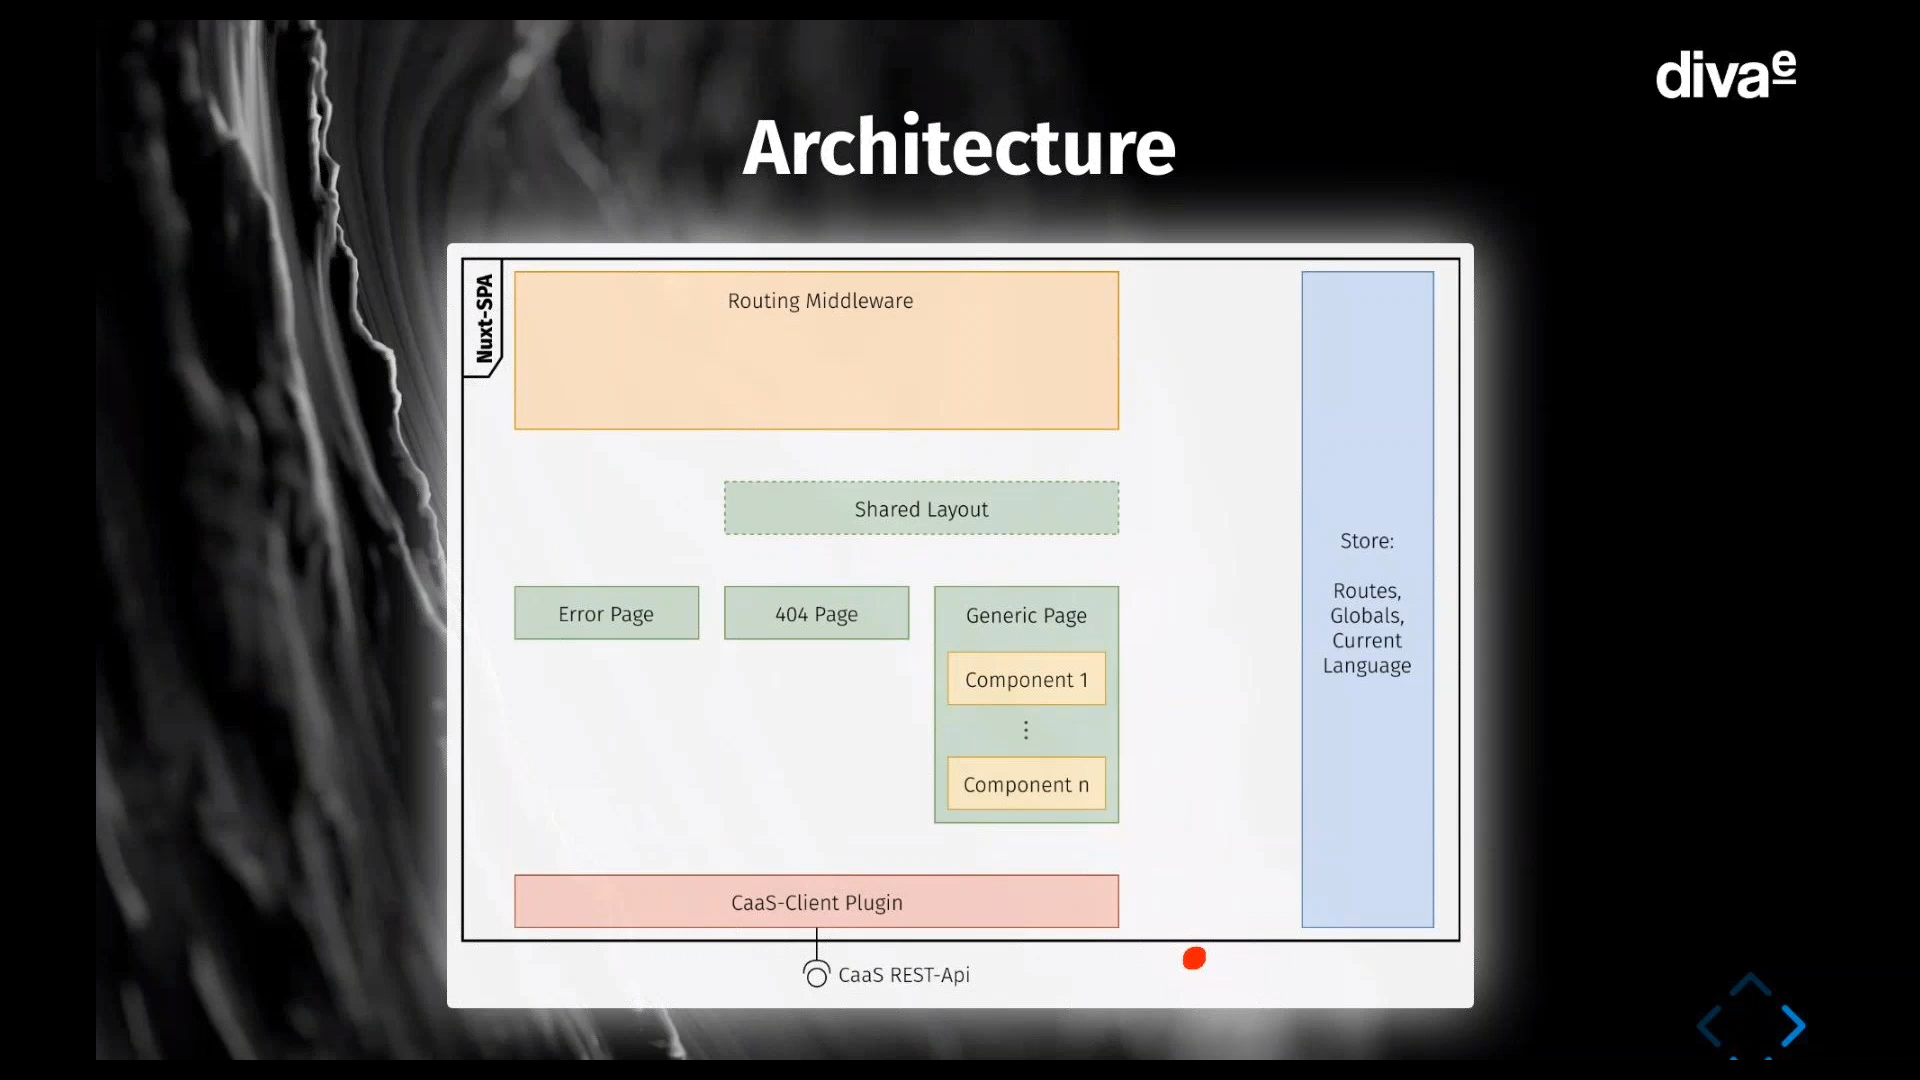 divae
Architecture
Nuxt-SPA
Routing Middleware
Shared Layout
Error Page
404 Page
Generic Page
Component 1
⋮
Component n
Store:
Routes,
Globals,
Current
Language
CaaS-Client Plugin
CaaS REST-Api